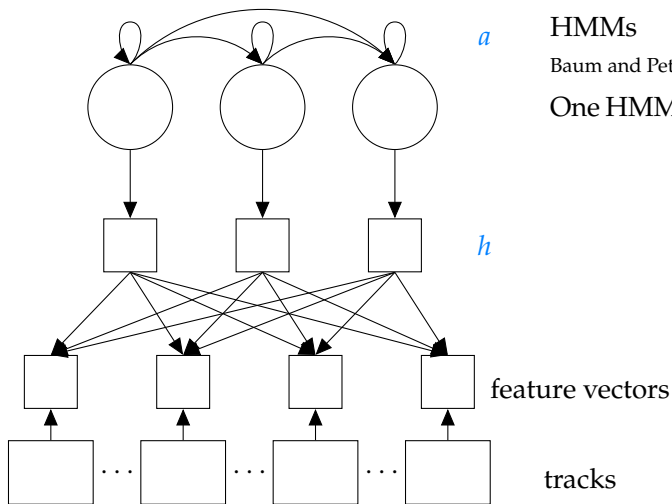 a HMMs
Baum and Pet
One HMM
h
feature vectors
... ... ...
tracks